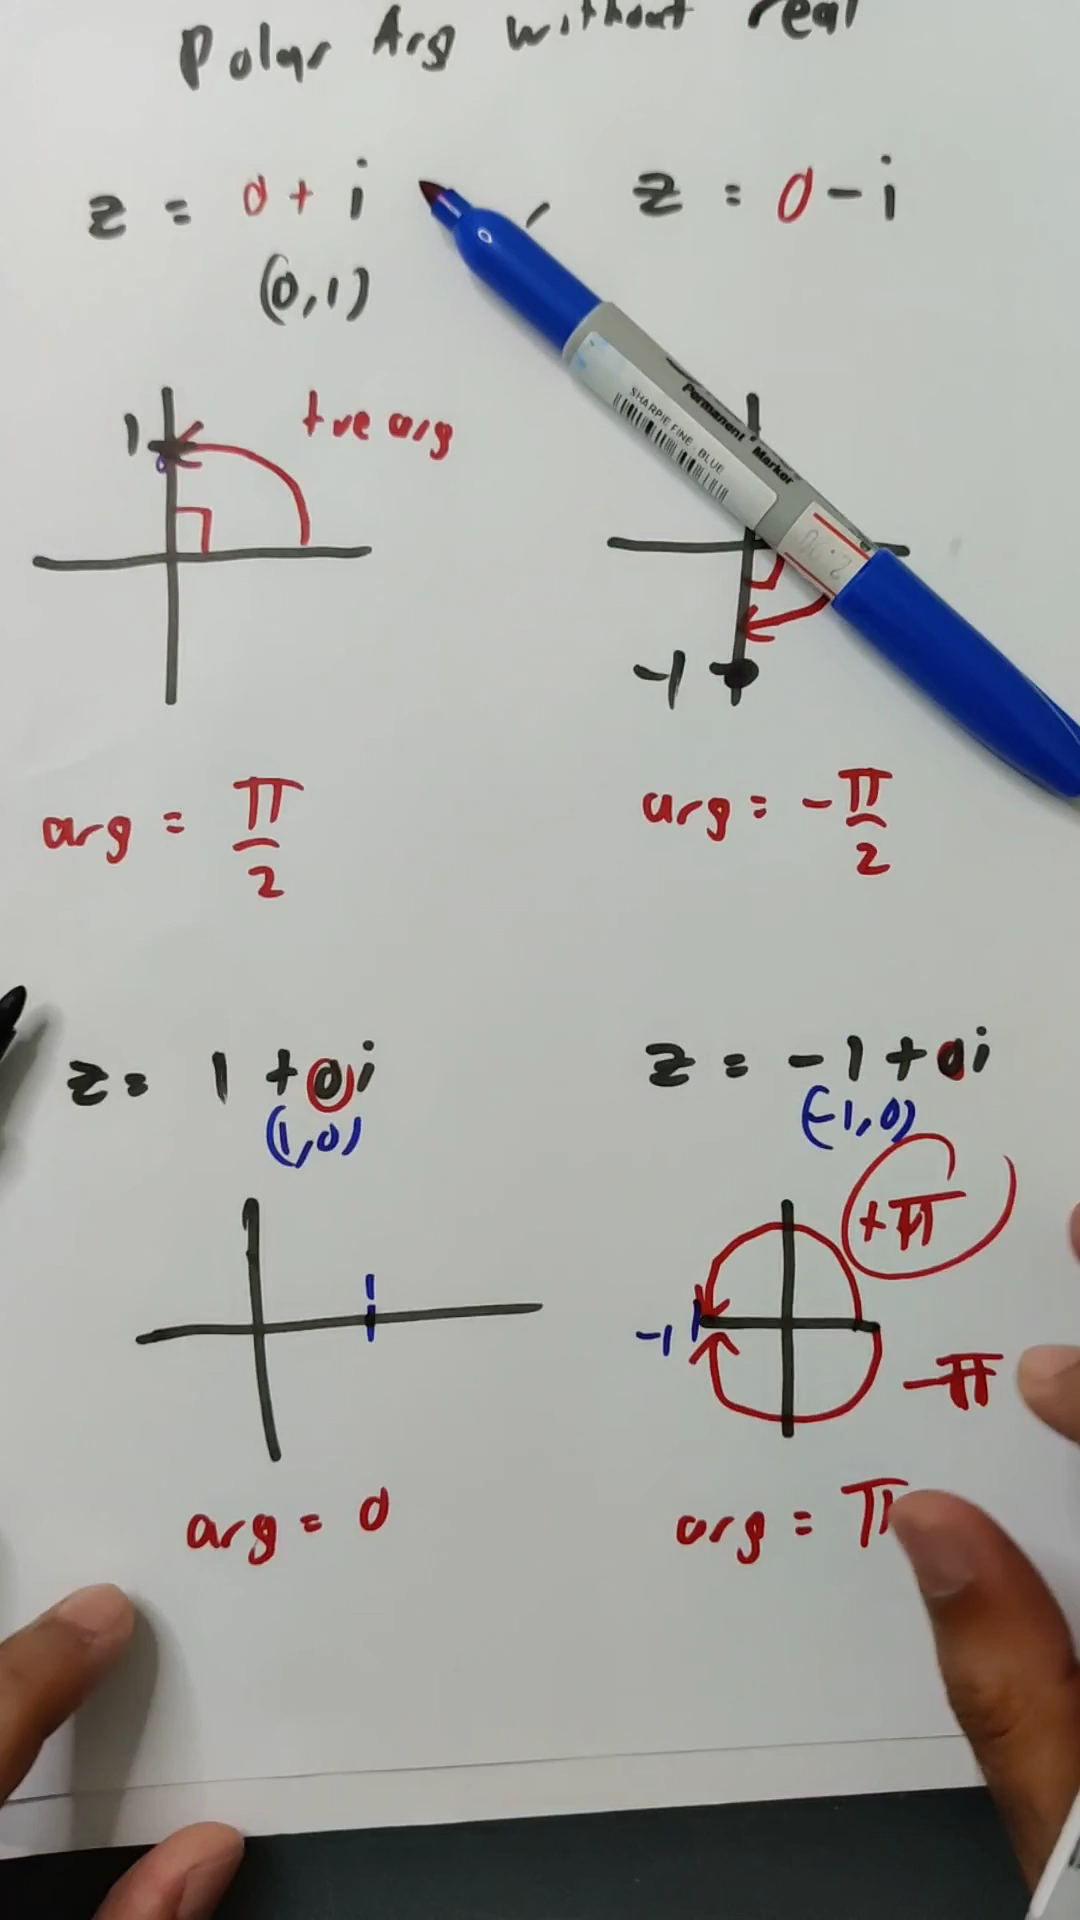 Polar Arg without real
z = 0 + i , z = 0 - i
(0,1)
1
+ve arg
SHARPIE FINE - BLUE
Permanent Marker
-1
arg = π/2
arg = -π/2
z = 1 + 0i
z = -1 + 0i
(1,0)
(-1,0)
+π
1
-1
-π
arg = 0
arg = π